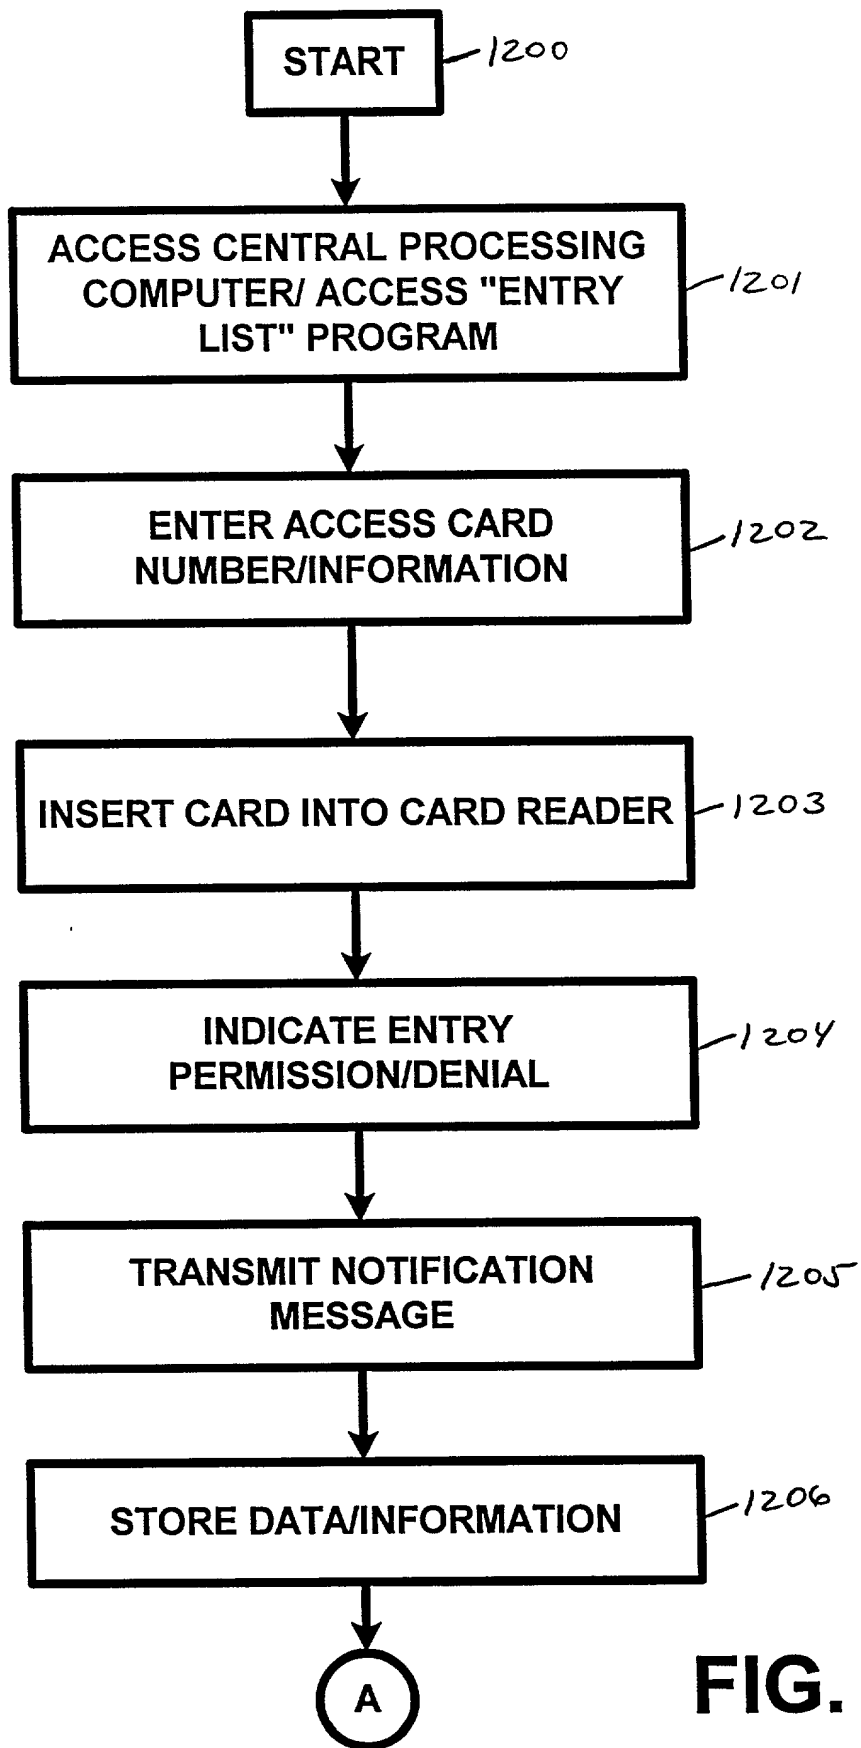 START
1200
ACCESS CENTRAL PROCESSING
COMPUTER/ ACCESS "ENTRY
LIST" PROGRAM
1201
ENTER ACCESS CARD
NUMBER/INFORMATION
1202
INSERT CARD INTO CARD READER
1203
INDICATE ENTRY
PERMISSION/DENIAL
1204
TRANSMIT NOTIFICATION
MESSAGE
1205
STORE DATA/INFORMATION
1206
A
FIG.